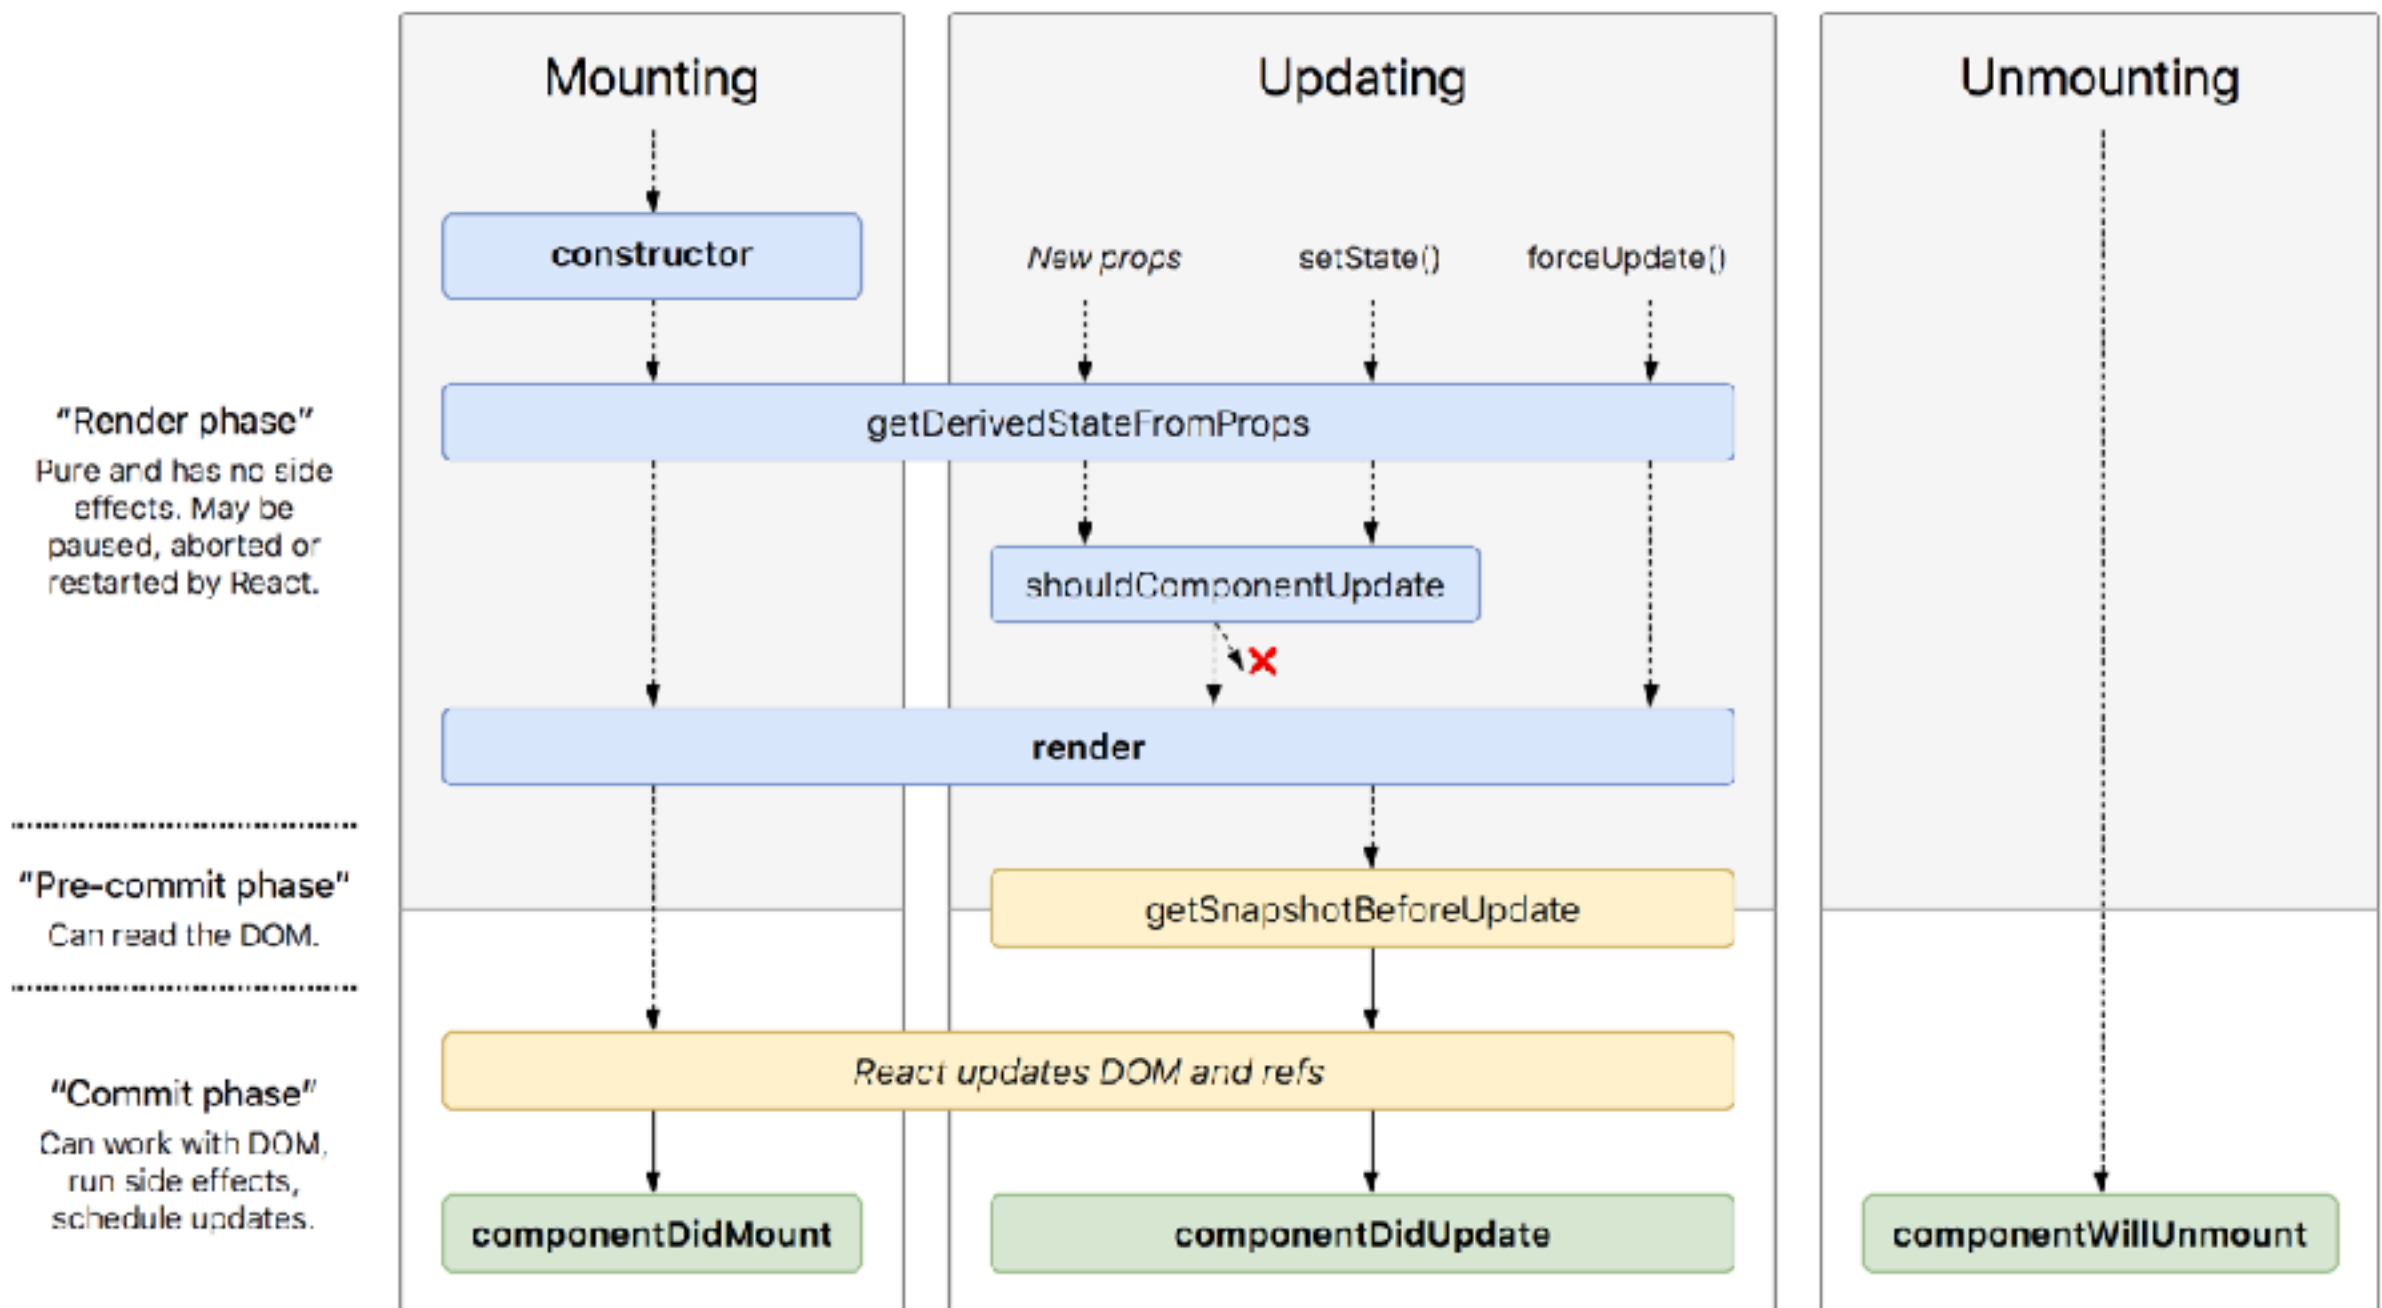 Mounting
Updating
Unmounting
constructor
New props
setState()
forceUpdate()
getDerivedStateFromProps
“Render phase”
Pure and has no side
effects. May be
paused, aborted or
restarted by React.
shouldComponentUpdate
render
“Pre-commit phase”
Can read the DOM.
getSnapshotBeforeUpdate
React updates DOM and refs
“Commit phase”
Can work with DOM,
run side effects,
schedule updates.
componentDidMount
componentDidUpdate
componentWillUnmount